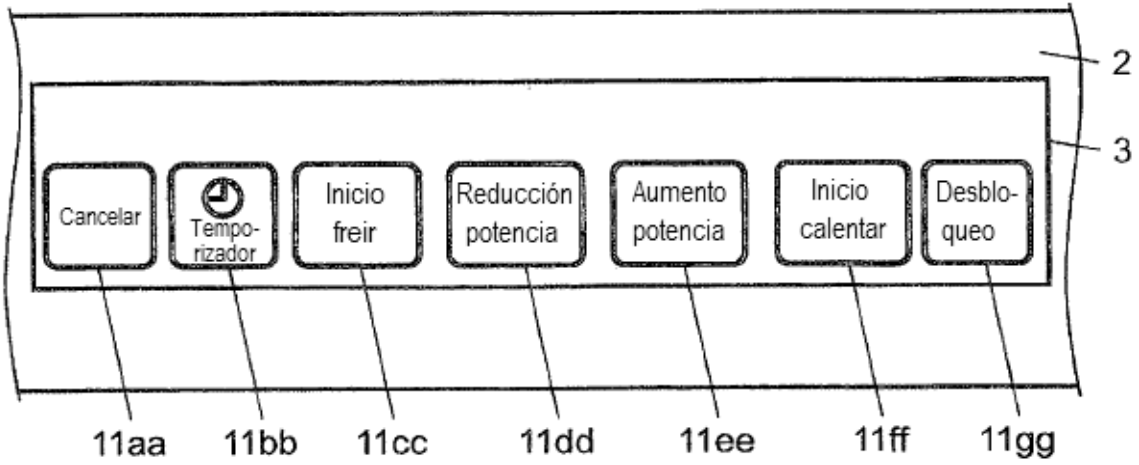 2
3
Cancelar
Tempo-
rizador
Inicio
freir
Reducción
potencia
Aumento
potencia
Inicio
calentar
Desblo-
queo
11aa 11bb 11cc 11dd 11ee 11ff 11gg